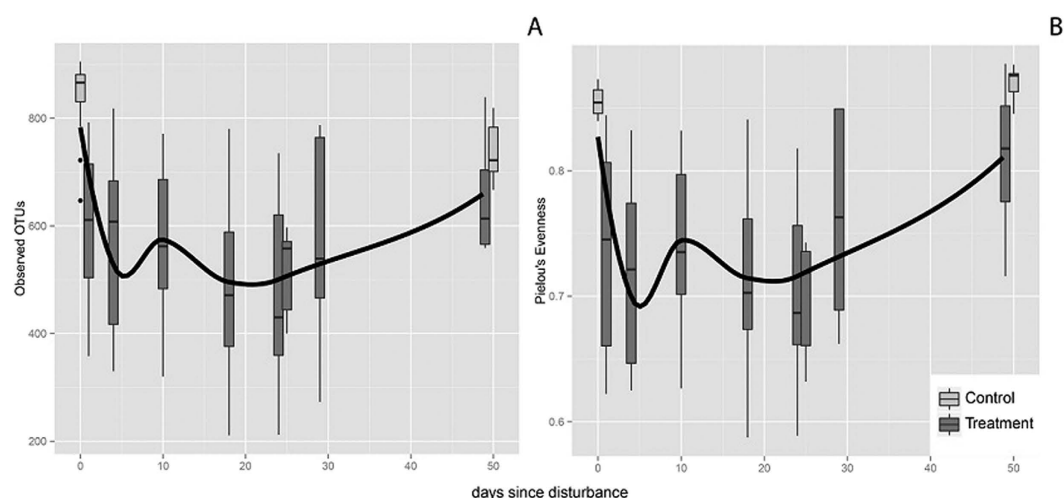 A
B
Observed OTUs
800
600
400
200
0
10
20
30
40
50
Pielou's Evenness
0.8
0.7
0.6
0
10
20
30
40
50
Control
Treatment
days since disturbance